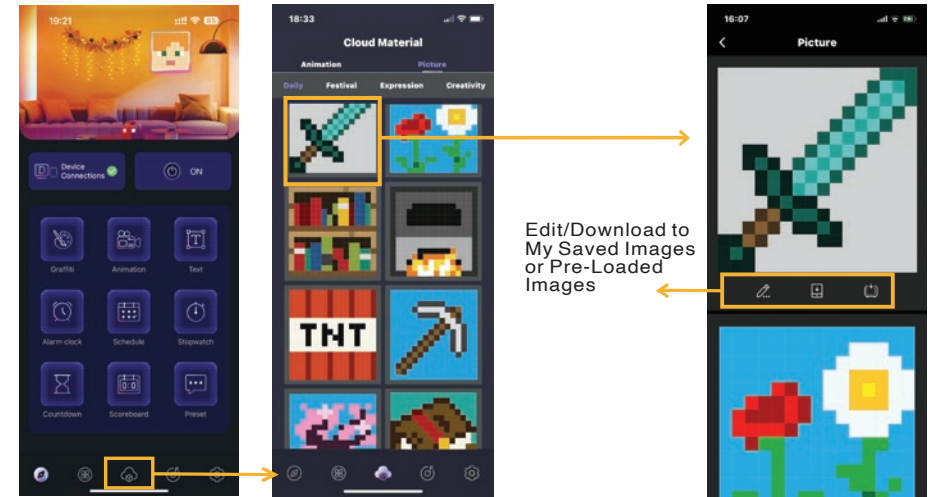 19:21
85
Device
Connections
ON
Graffiti
Animation
Text
Alarm clock
Schedule
Stopwatch
Countdown
Scoreboard
Preset
18:33
Cloud Material
Animation
Picture
Daily
Festival
Expression
Creativity
TNT
Edit/Download to
My Saved Images
or Pre-Loaded
Images
16:07
Picture